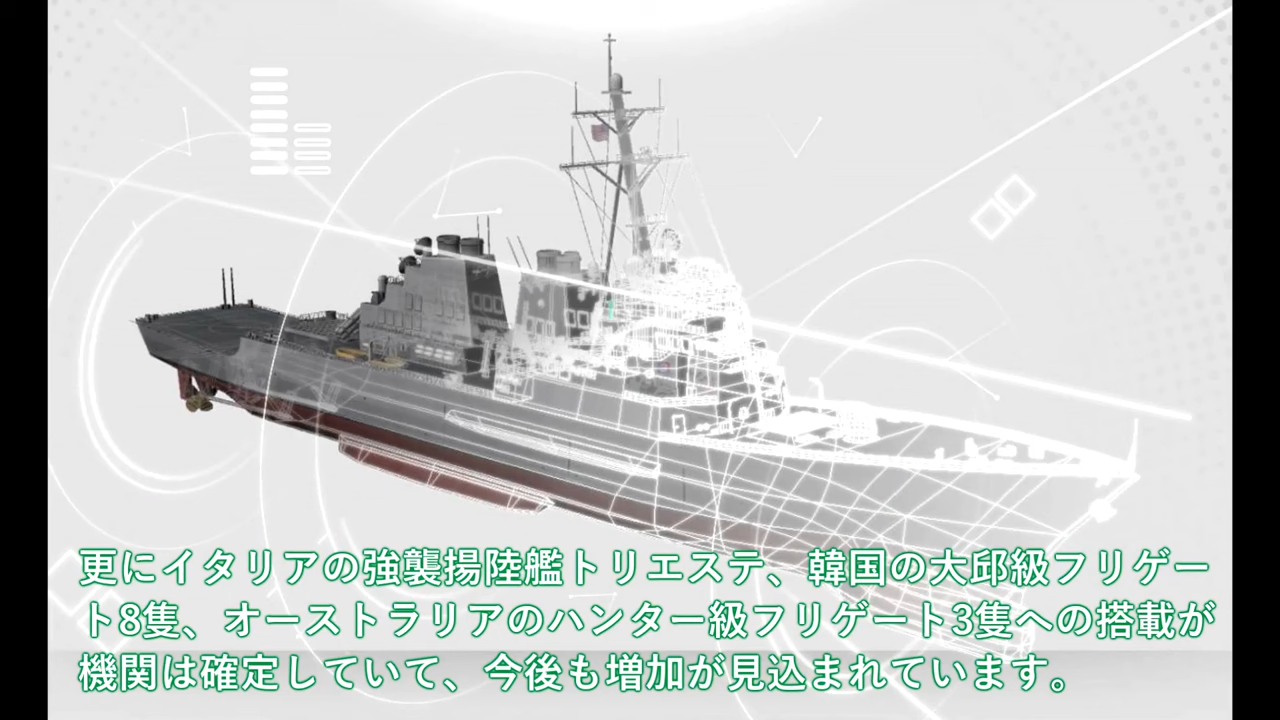 更にイタリアの強襲揚陸艦トリエステ、韓国の大邱級フリゲー
ト8隻、オーストラリアのハンター級フリゲート3隻への搭載が
機関は確定していて、今後も増加が見込まれています。